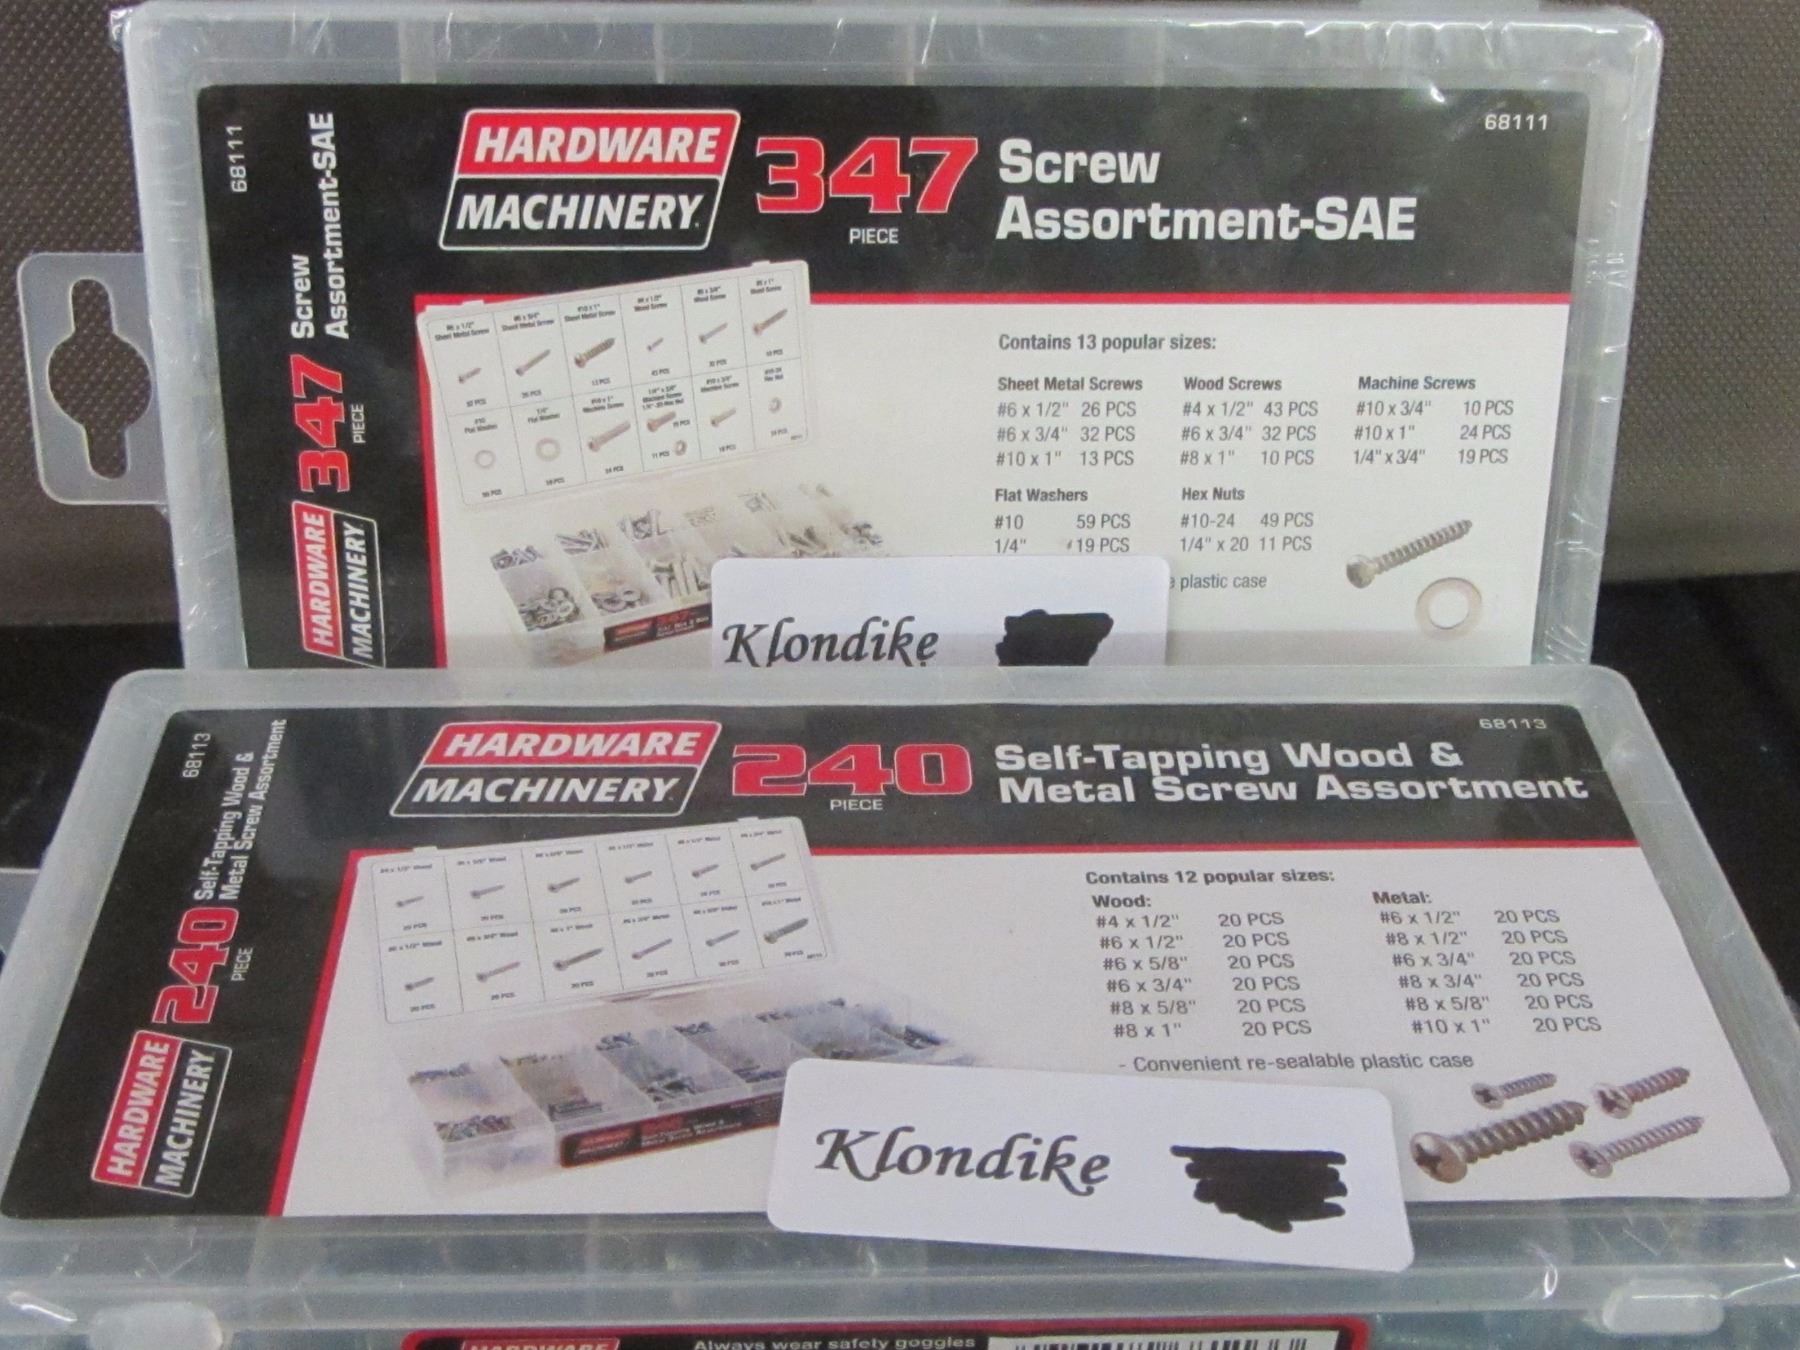 68111
347 Screw
PIECE Assortment-SAE
HARDWARE
MACHINERY
HARDWARE
MACHINERY
347
PIECE
Screw
Assortment-SAE
68111
Contains 13 popular sizes:
Sheet Metal Screws
#6 x 1/2" 26 PCS
#6 x 3/4" 32 PCS
#10 x 1" 13 PCS
Wood Screws
#4 x 1/2" 43 PCS
#6 x 3/4" 32 PCS
#8 x 1" 10 PCS
Machine Screws
#10 x 3/4" 10 PCS
#10 x 1" 24 PCS
1/4" x 3/4" 19 PCS
Flat Washers
#10 59 PCS
1/4" 19 PCS
Hex Nuts
#10-24 49 PCS
1/4" x 20 11 PCS
plastic case
Klondike
68113
240 Self-Tapping Wood &
PIECE Metal Screw Assortment
HARDWARE
MACHINERY
HARDWARE
MACHINERY
240
PIECE
Self-Tapping Wood &
Metal Screw Assortment
68113
Contains 12 popular sizes:
Wood:
#4 x 1/2" 20 PCS
#6 x 1/2" 20 PCS
#6 x 5/8" 20 PCS
#6 x 3/4" 20 PCS
#8 x 5/8" 20 PCS
#8 x 1" 20 PCS
Metal:
#6 x 1/2" 20 PCS
#8 x 1/2" 20 PCS
#6 x 3/4" 20 PCS
#8 x 3/4" 20 PCS
#8 x 5/8" 20 PCS
#10 x 1" 20 PCS
- Convenient re-sealable plastic case
Klondike
HARDWARE
Always wear safety goggles